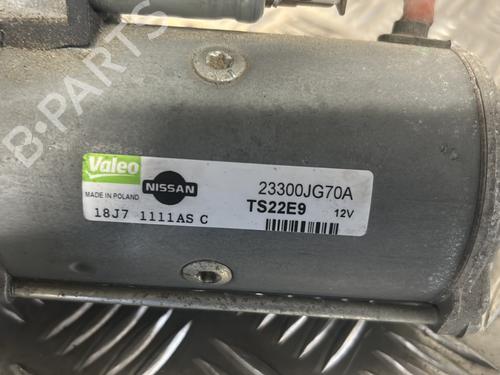 B-PARTS
Valeo
MADE IN POLAND
NISSAN
23300JG70A
TS22E9
12V
18J7 1111AS C